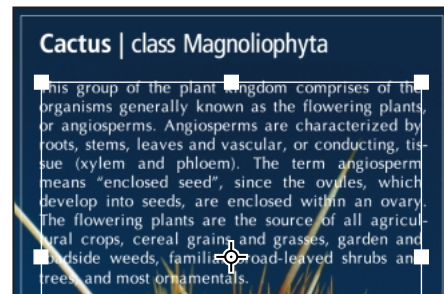 Cactus | class Magnoliophyta
This group of the plant kingdom comprises of the
organisms generally known as the flowering plants,
or angiosperms. Angiosperms are characterized by
roots, stems, leaves and vascular, or conducting, tis-
sue (xylem and phloem). The term angiosperm
means “enclosed seed”, since the ovules, which
develop into seeds, are enclosed within an ovary.
The flowering plants are the source of all agricul-
tural crops, cereal grains and grasses, garden and
roadside weeds, familiar broad-leaved shrubs and
trees, and most ornamentals.